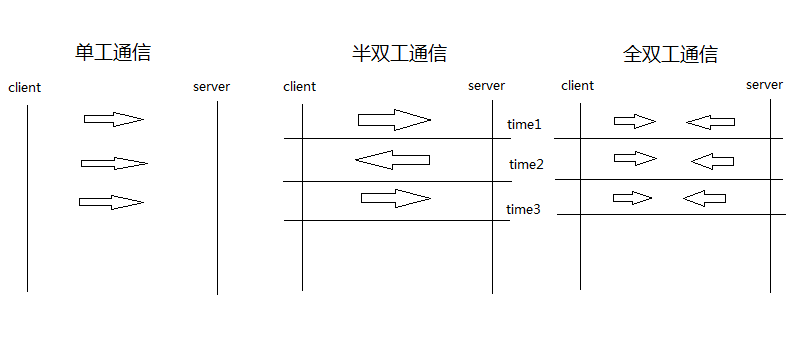 单工通信
半双工通信
全双工通信
client
server
client
server
client
server
time1
time2
time3